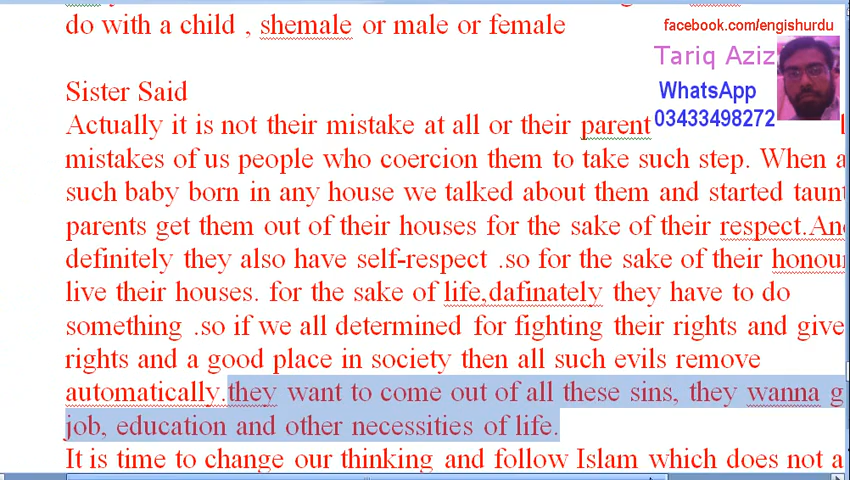 facebook.com/engishurdu
do with a child , shemale or male or female
Tariq Aziz
WhatsApp
03433498272
Sister Said
Actually it is not their mistake at all or their parent
mistakes of us people who coercion them to take such step. When a
such baby born in any house we talked about them and started taun
parents get them out of their houses for the sake of their respect.An
definitely they also have self-respect .so for the sake of their honou
live their houses. for the sake of life,dafinately they have to do
something .so if we all determined for fighting their rights and give
rights and a good place in society then all such evils remove
automatically.they want to come out of all these sins, they wanna g
job, education and other necessities of life.
It is time to change our thinking and follow Islam which does not a